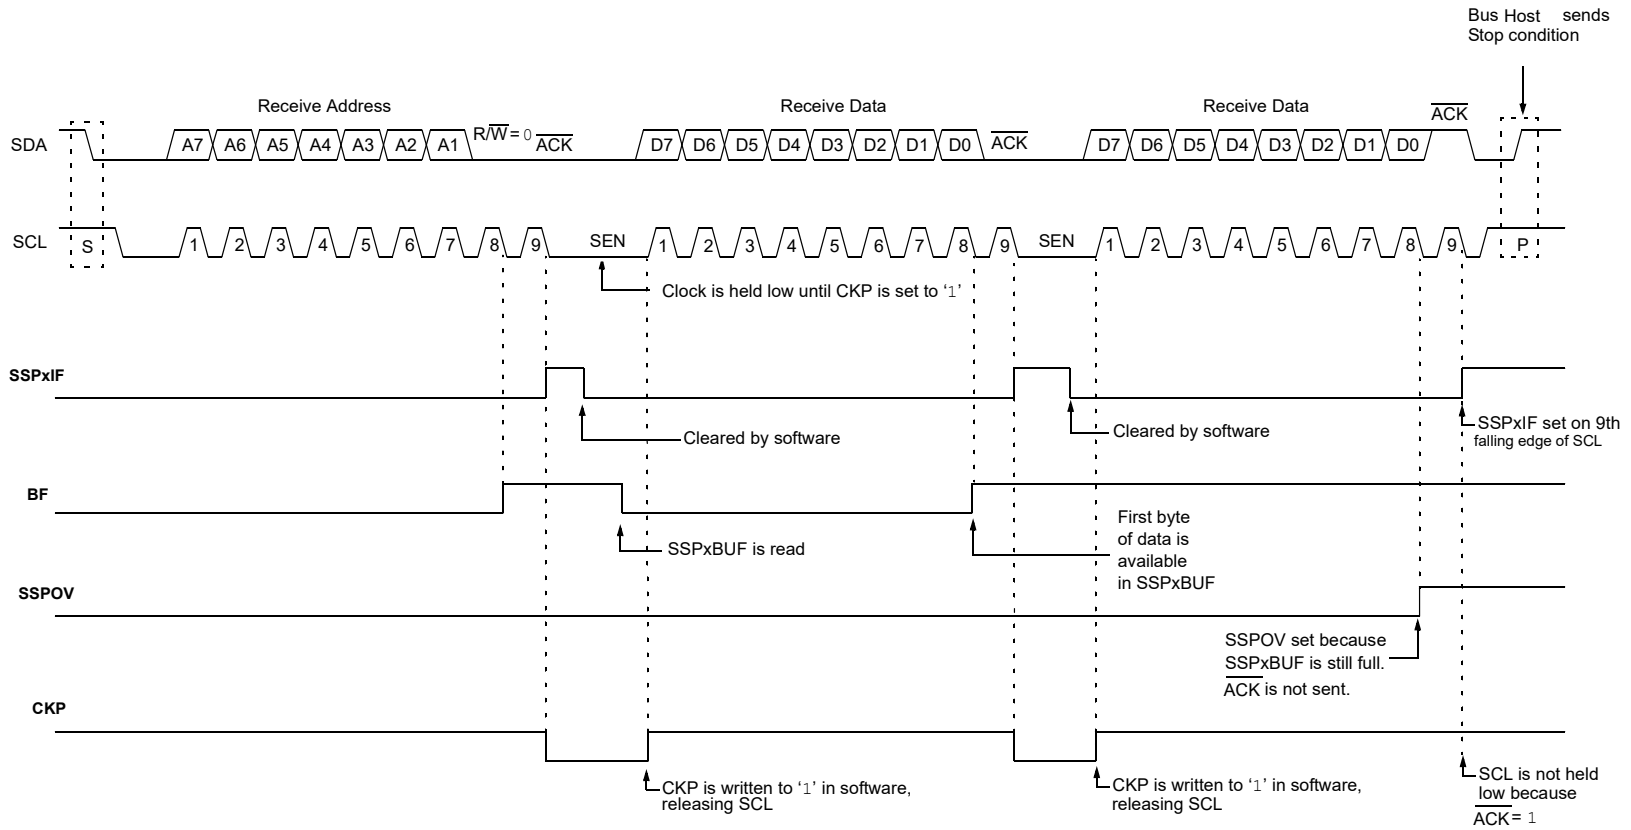 Bus Host sends
Stop condition
Receive Address
Receive Data
Receive Data
ACK
SDA
A7 A6 A5 A4 A3 A2 A1
R/W = 0 ACK
D7 D6 D5 D4 D3 D2 D1 D0
ACK
D7 D6 D5 D4 D3 D2 D1 D0
SCL
S
1 2 3 4 5 6 7 8 9
SEN
1 2 3 4 5 6 7 8 9
SEN
1 2 3 4 5 6 7 8 9
P
Clock is held low until CKP is set to ‘1’
SSPxIF
Cleared by software
Cleared by software
SSPxIF set on 9th
falling edge of SCL
BF
SSPxBUF is read
First byte
of data is
available
in SSPxBUF
SSPOV
SSPOV set because
SSPxBUF is still full.
ACK is not sent.
CKP
CKP is written to ‘1’ in software,
releasing SCL
CKP is written to ‘1’ in software,
releasing SCL
SCL is not held
low because
ACK = 1